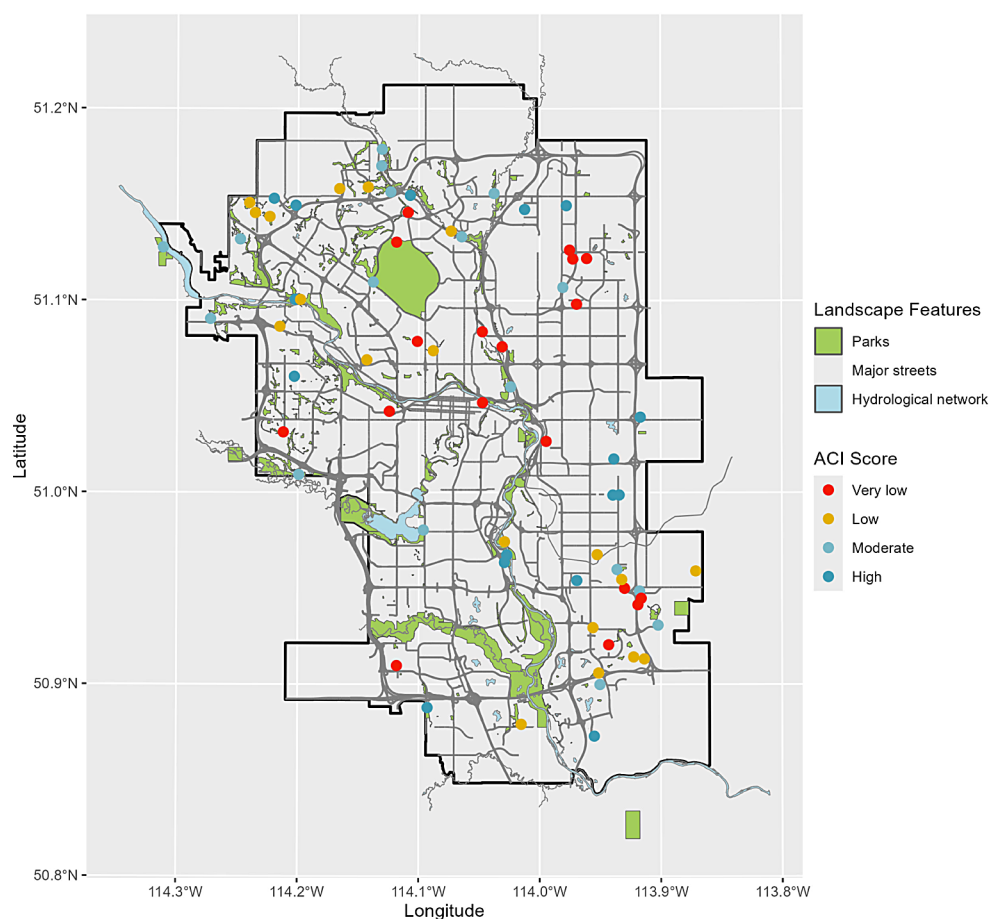 51.2°N
51.1°N
51.0°N
50.9°N
50.8°N
Latitude
114.3°W
114.2°W
114.1°W
114.0°W
113.9°W
113.8°W
Longitude
Landscape Features
Parks
Major streets
Hydrological network
ACI Score
Very low
Low
Moderate
High